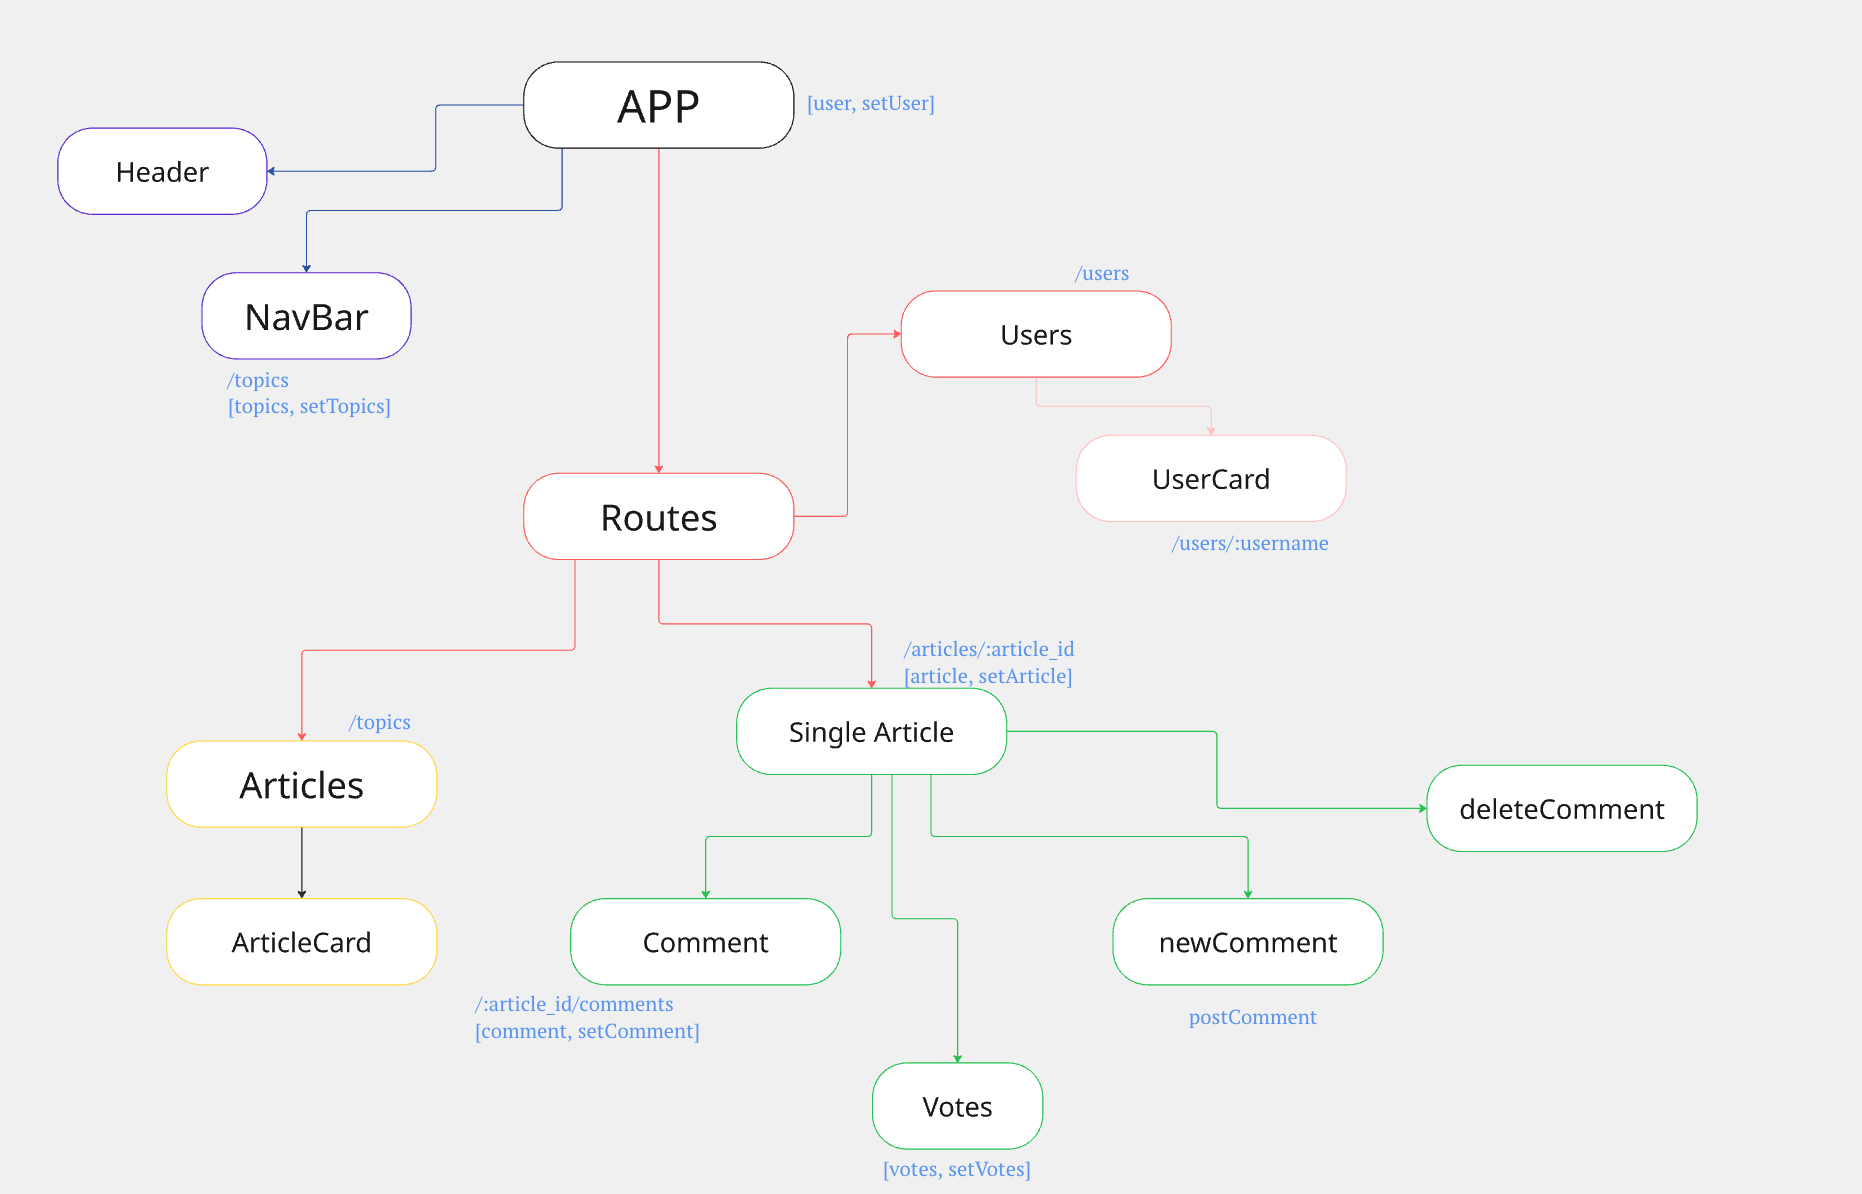 APP
[user, setUser]
Header
NavBar
/topics
[topics, setTopics]
/users
Users
UserCard
/users/:username
Routes
/articles/:article_id
[article, setArticle]
Single Article
/topics
Articles
ArticleCard
deleteComment
Comment
/:article_id/comments
[comment, setComment]
newComment
postComment
Votes
[votes, setVotes]